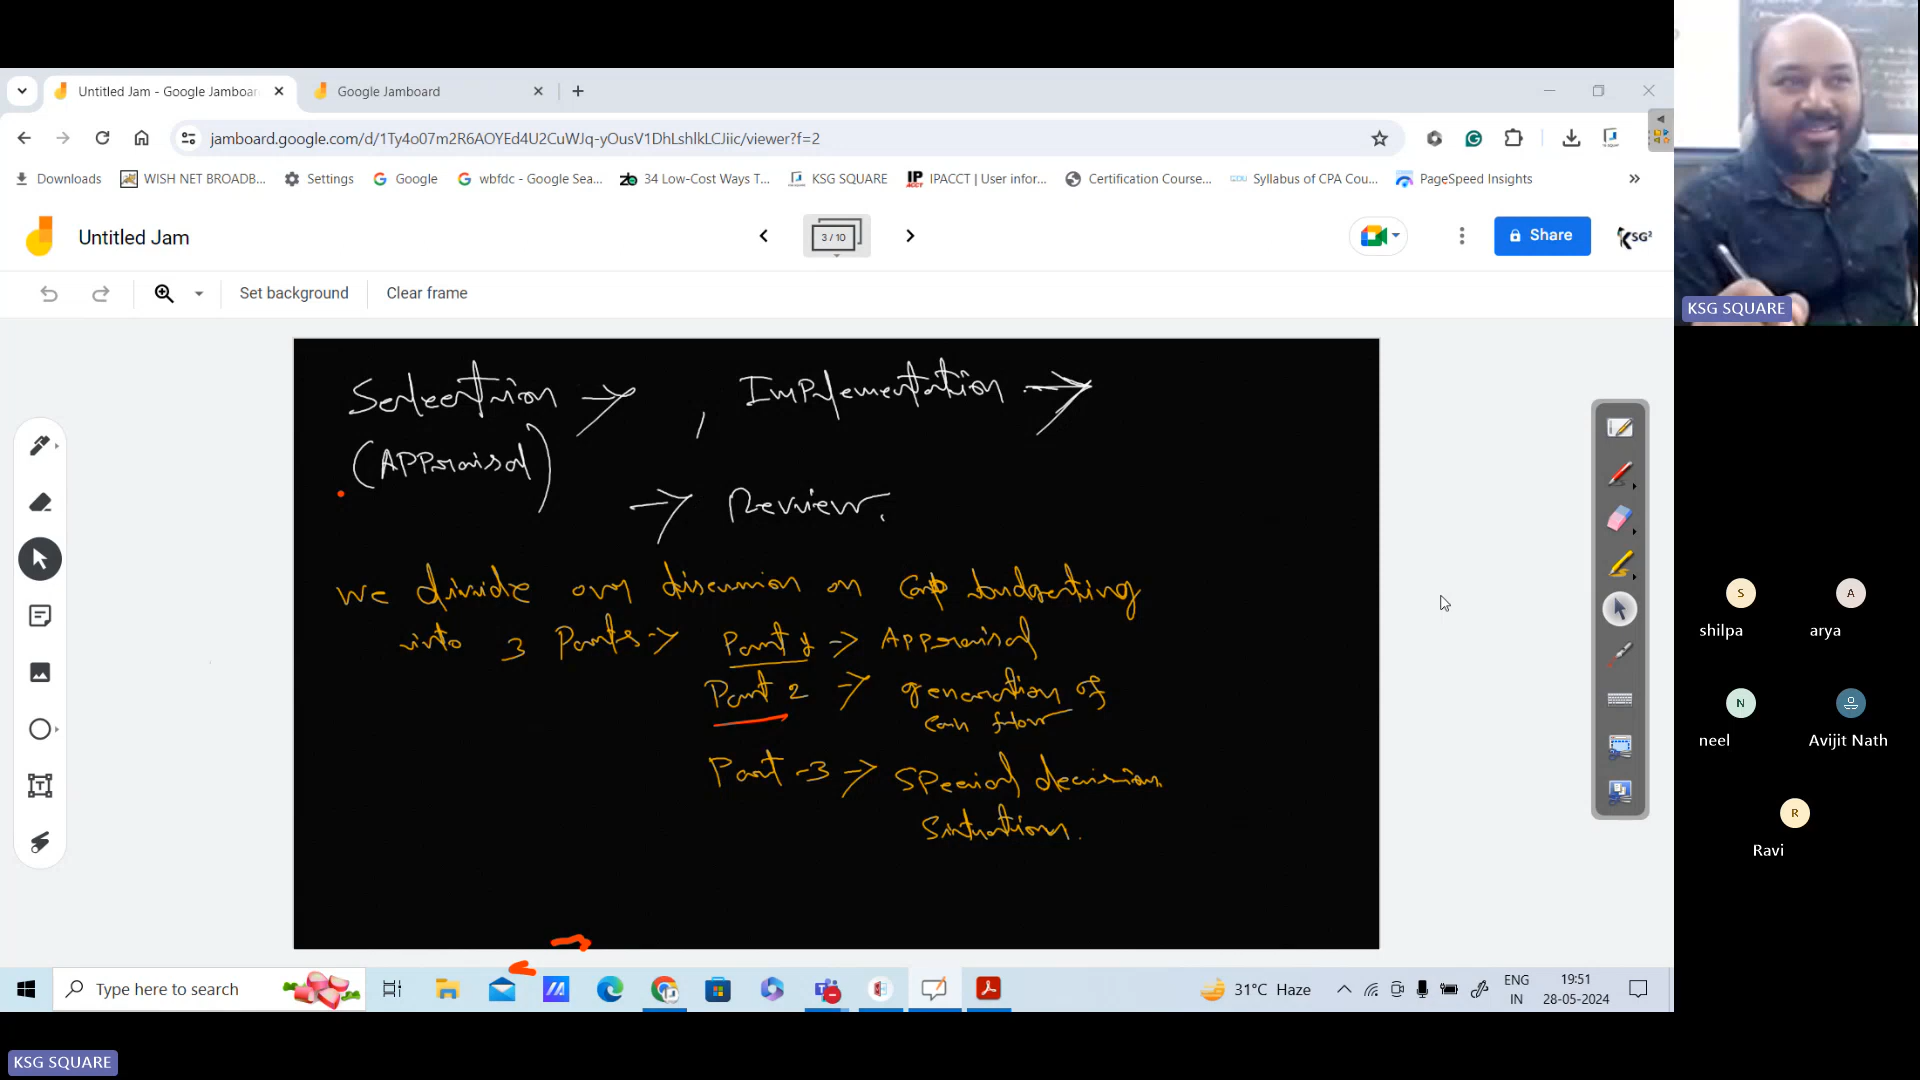 Untitled Jam - Google Jamboar
Google Jamboard
jamboard.google.com/d/1Ty4o07m2R6AOYEd4U2CuWJq-yOusV1DhLshlkLCJiic/viewer?f=2
Downloads
WISH NET BROADB...
Settings
Google
wbfdc - Google Sea...
34 Low-Cost Ways T...
KSG SQUARE
IPACCT | User infor...
Certification Course...
Syllabus of CPA Cou...
PageSpeed Insights
Untitled Jam
3 / 10
Share
KSG²
Set background
Clear frame
KSG SQUARE
Selection → , Implementation →
(Appraisal)
→ Review.
we divide our discussion on Cap budgeting
into 3 Parts → Part 1 → Appraisal
Part 2 → generation of
cash flow
Part -3 → Special decision
Situations.
shilpa
arya
neel
Avijit Nath
Ravi
S
A
N
R
Type here to search
31°C Haze
ENG
IN
19:51
28-05-2024
KSG SQUARE